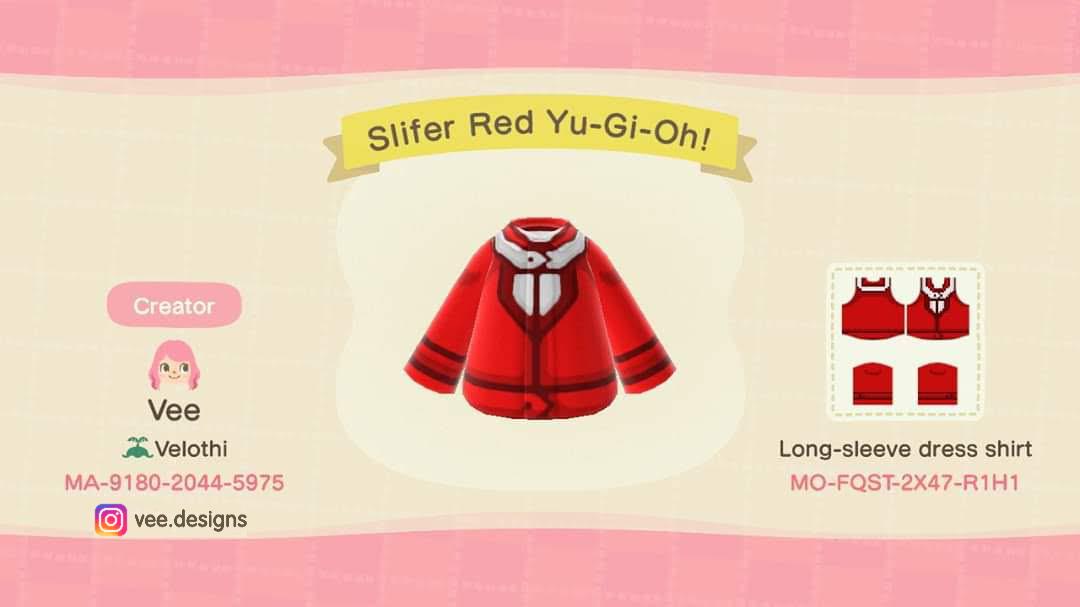 Slifer Red Yu-Gi-Oh!
Creator
Vee
Velothi
MA-9180-2044-5975
vee.designs
Long-sleeve dress shirt
MO-FQST-2X47-R1H1